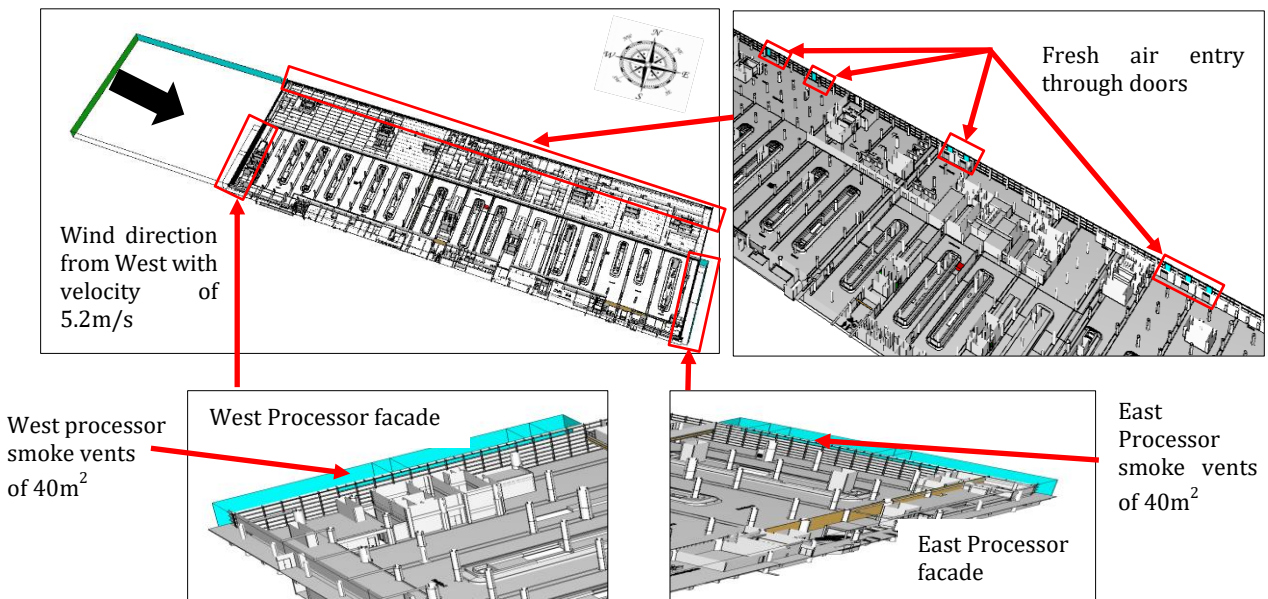 N
W
E
S
Fresh air entry
through doors
Wind direction
from West with
velocity of
5.2m/s
West Processor facade
West processor
smoke vents
of 40m²
East
Processor
smoke vents
of 40m²
East Processor
facade